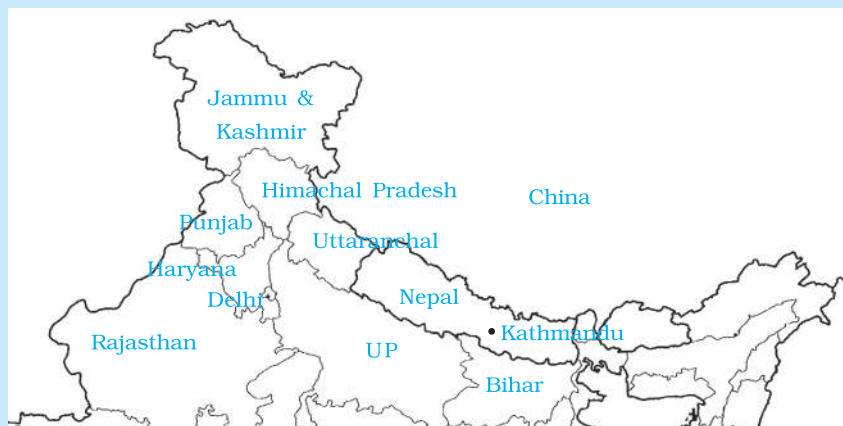 Jammu &
Kashmir
Himachal Pradesh
China
Punjab
Uttaranchal
Haryana
Delhi
Nepal
Kathmandu
Rajasthan
UP
Bihar